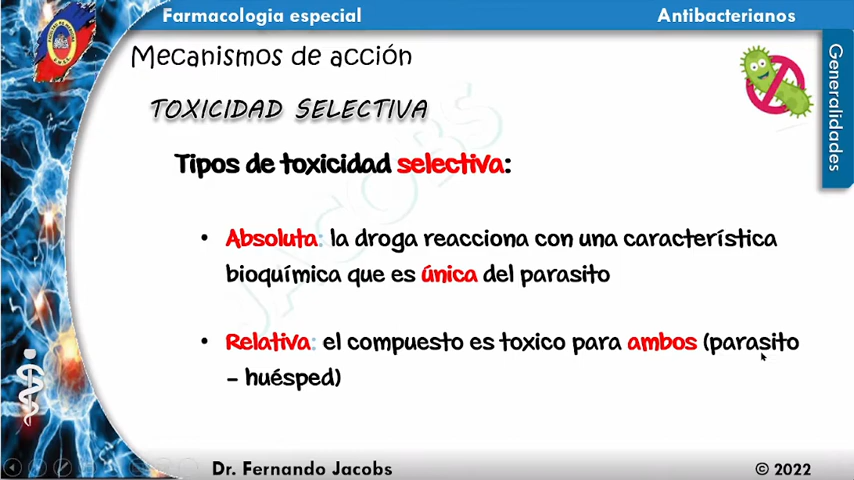 Farmacologia especial
Antibacterianos
Mecanismos de acción
Generalidades
TOXICIDAD SELECTIVA
Tipos de toxicidad selectiva:
• Absoluta: la droga reacciona con una característica
bioquímica que es única del parasito
• Relativa: el compuesto es toxico para ambos (parasito
– huésped)
JACOBS
Dr. Fernando Jacobs
© 2022